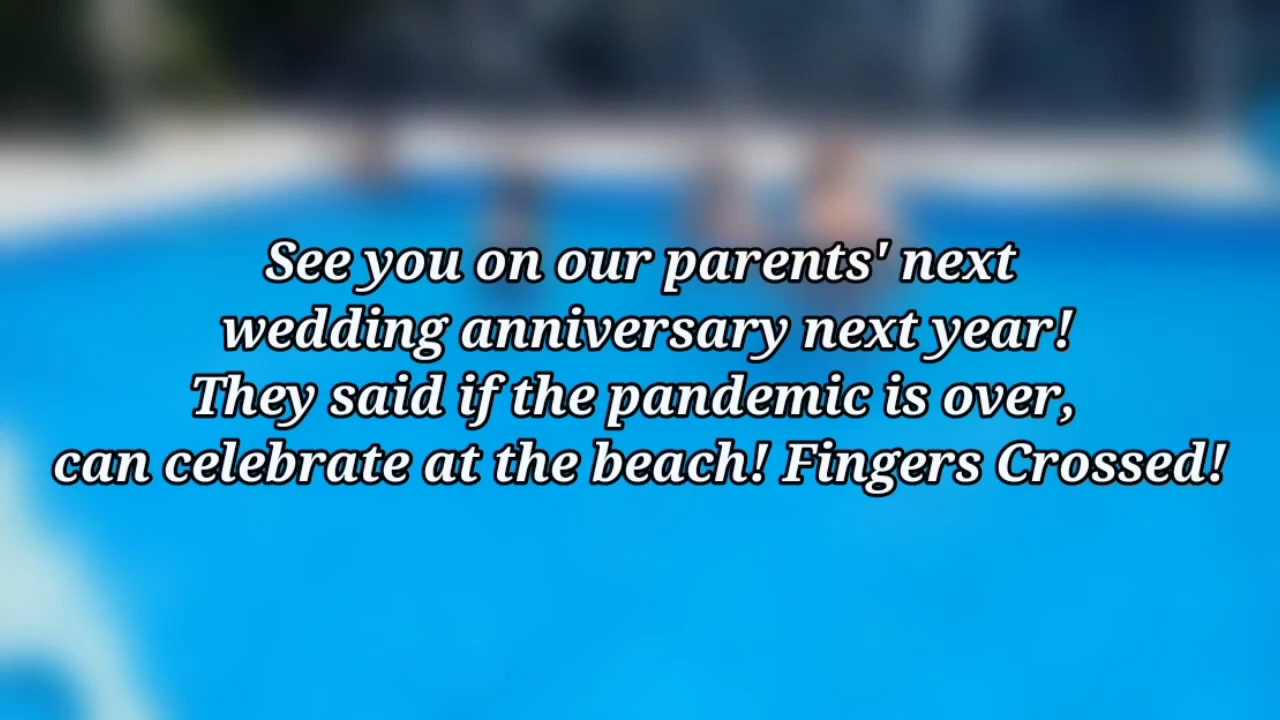 See you on our parents' next
wedding anniversary next year!
They said if the pandemic is over,
can celebrate at the beach! Fingers Crossed!